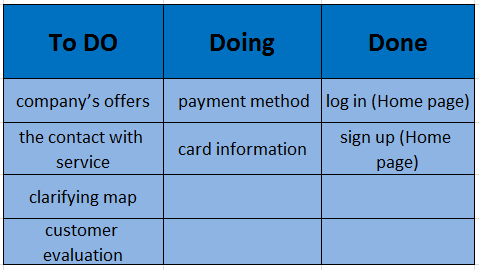 To DO Doing Done
company’s offers payment method log in (Home page)
the contact with service card information sign up (Home page)
clarifying map
customer evaluation